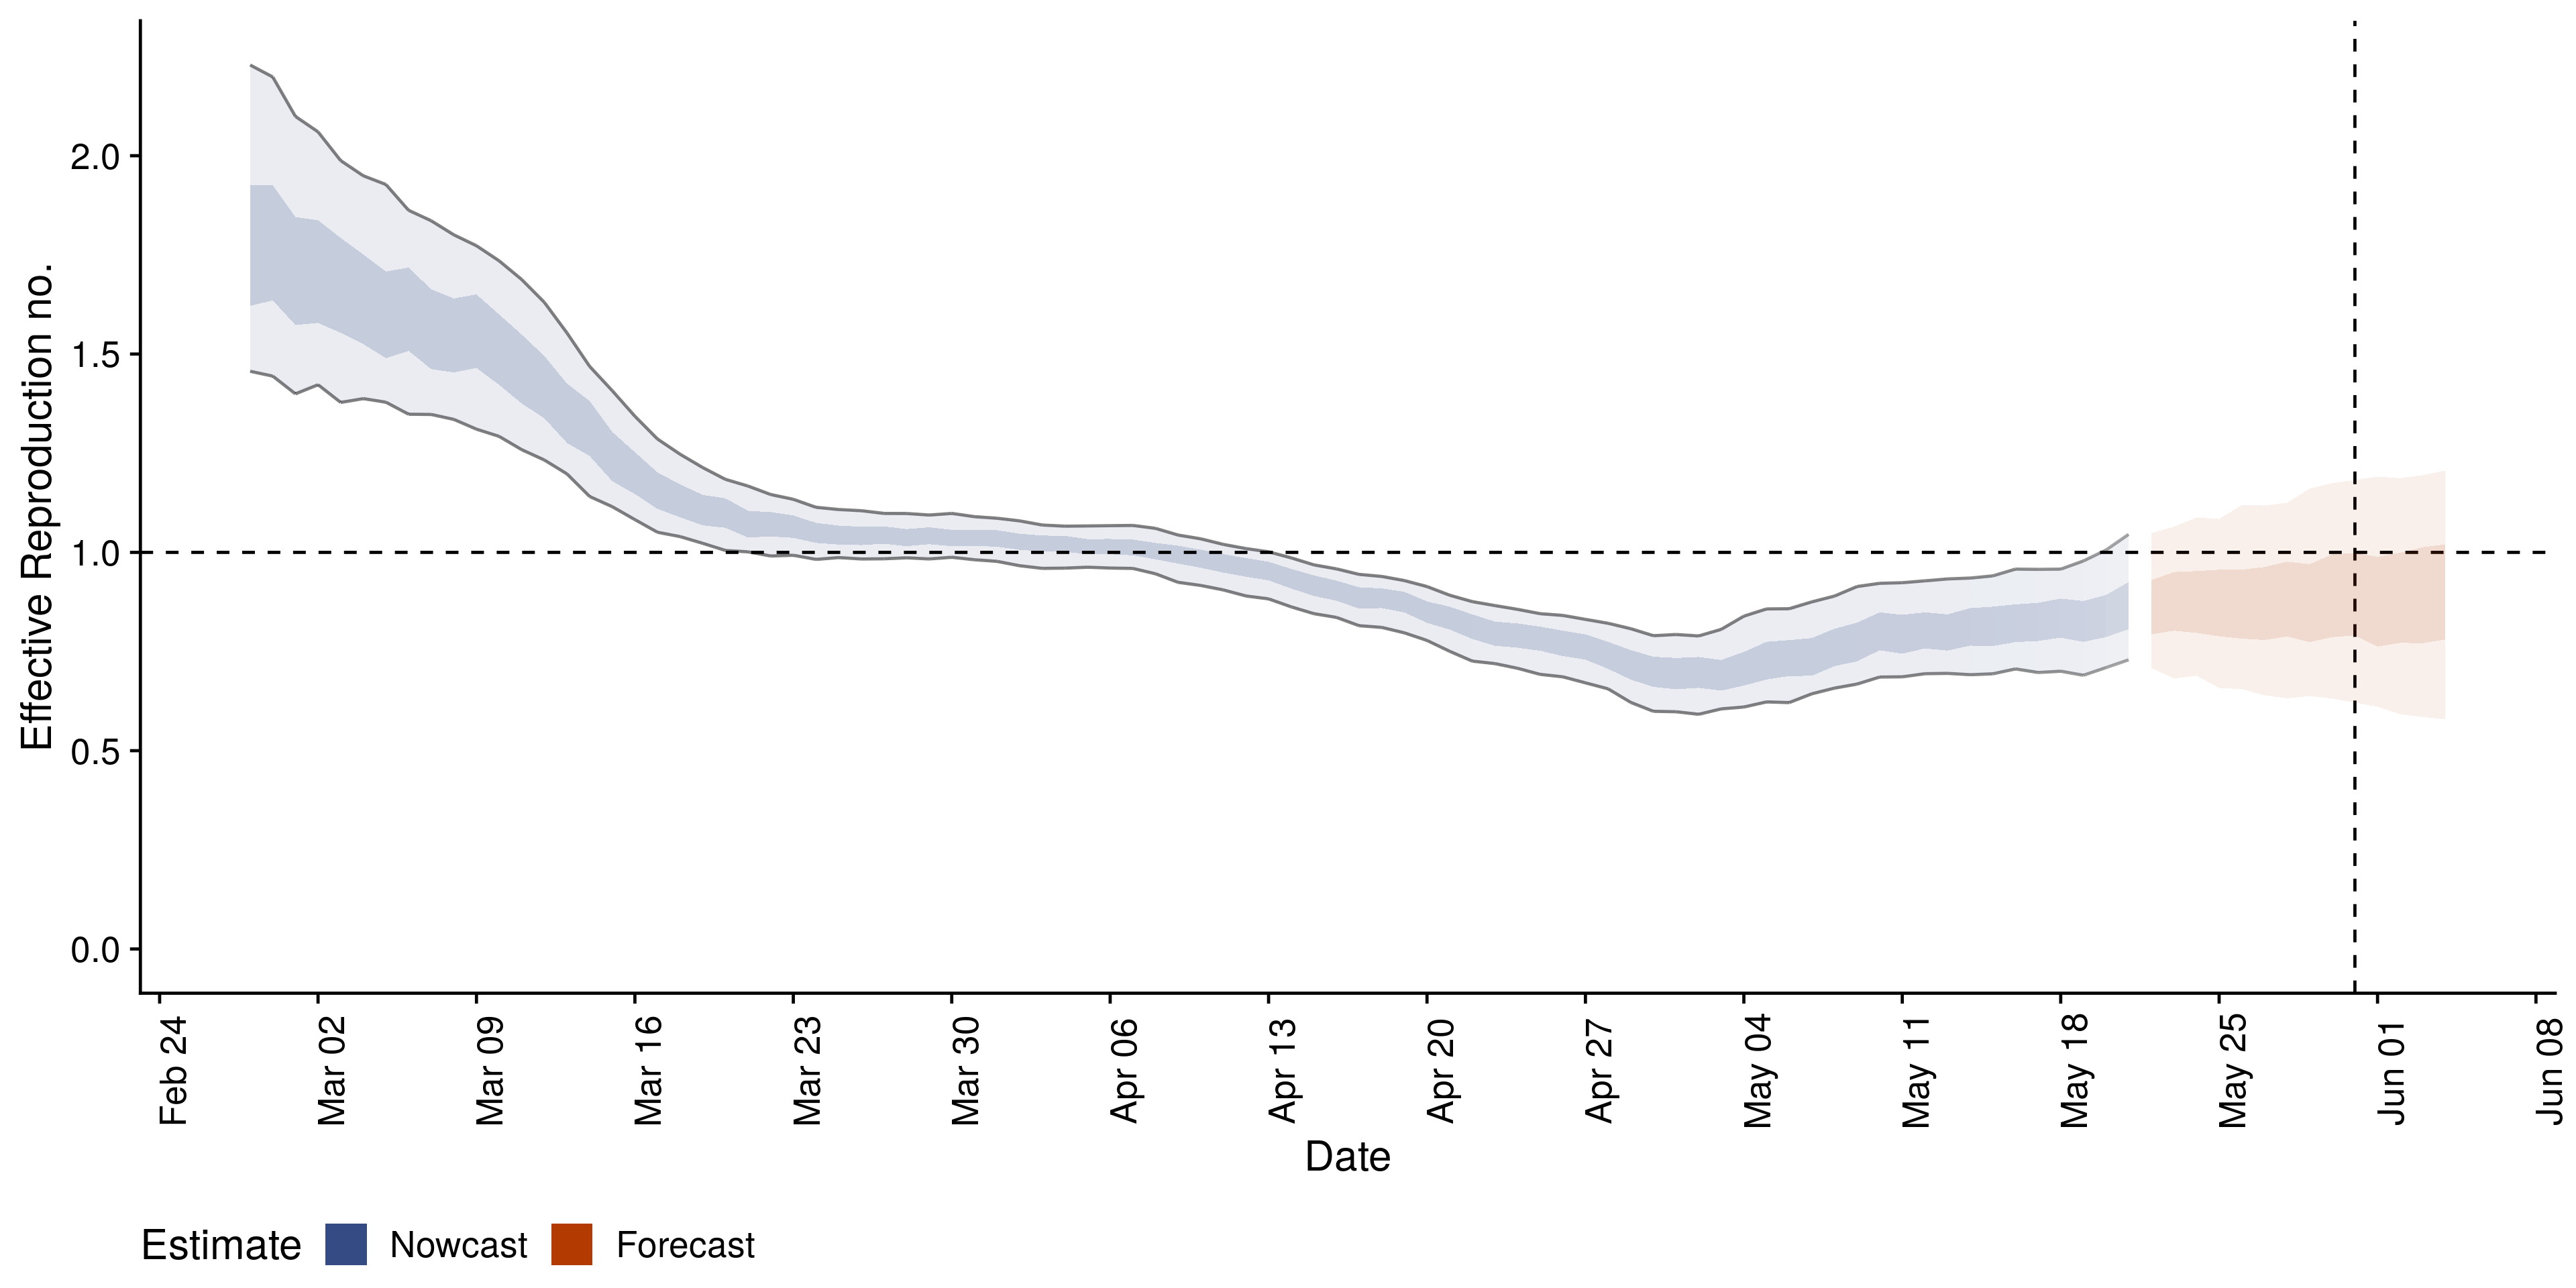 Effective Reproduction no.
2.0
1.5
1.0
0.5
0.0
Feb 24
Mar 02
Mar 09
Mar 16
Mar 23
Mar 30
Apr 06
Apr 13
Apr 20
Apr 27
May 04
May 11
May 18
May 25
Jun 01
Jun 08
Date
Estimate Nowcast Forecast